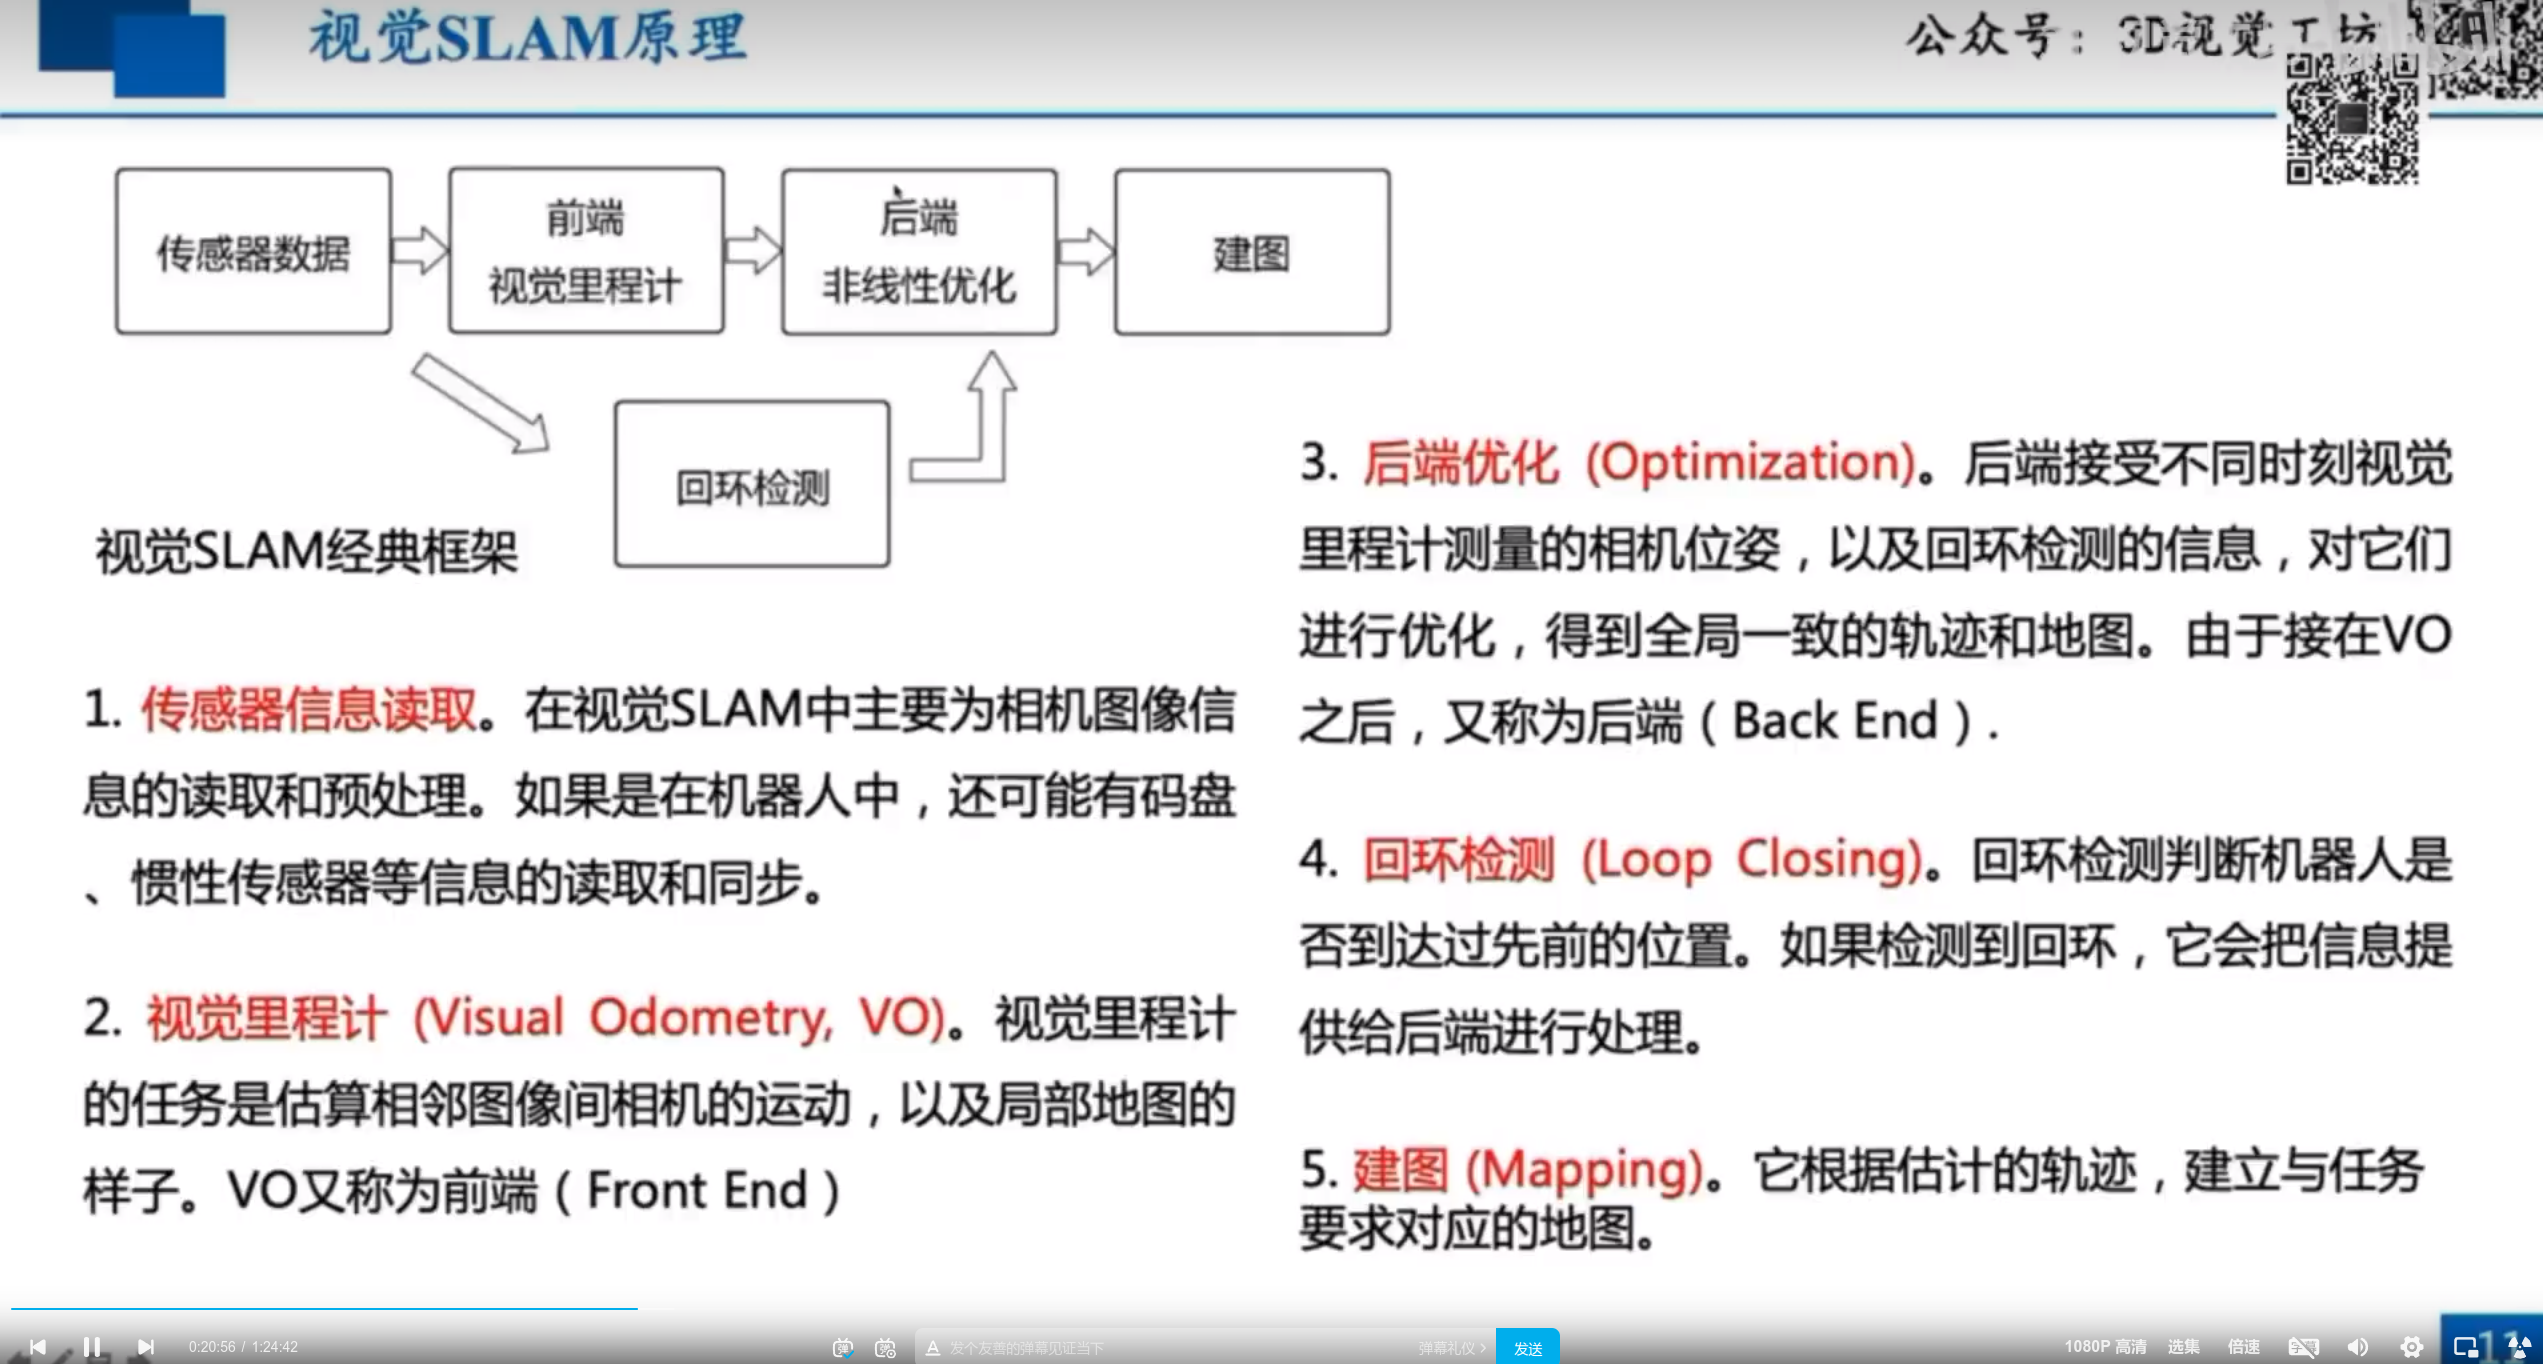 视觉SLAM原理
公众号：3D视觉工坊
传感器数据
前端
视觉里程计
后端
非线性优化
建图
回环检测
视觉SLAM经典框架
1. 传感器信息读取。在视觉SLAM中主要为相机图像信
息的读取和预处理。如果是在机器人中，还可能有码盘
、惯性传感器等信息的读取和同步。
2. 视觉里程计 (Visual Odometry, VO)。视觉里程计
的任务是估算相邻图像间相机的运动，以及局部地图的
样子。VO又称为前端（Front End）
3. 后端优化 (Optimization)。后端接受不同时刻视觉
里程计测量的相机位姿，以及回环检测的信息，对它们
进行优化，得到全局一致的轨迹和地图。由于接在VO
之后，又称为后端（Back End）.
4. 回环检测 (Loop Closing)。回环检测判断机器人是
否到达过先前的位置。如果检测到回环，它会把信息提
供给后端进行处理。
5. 建图 (Mapping)。它根据估计的轨迹，建立与任务
要求对应的地图。
0:20:56 / 1:24:42
发个友善的弹幕见证当下
弹幕礼仪
发送
1080P 高清
选集
倍速
11